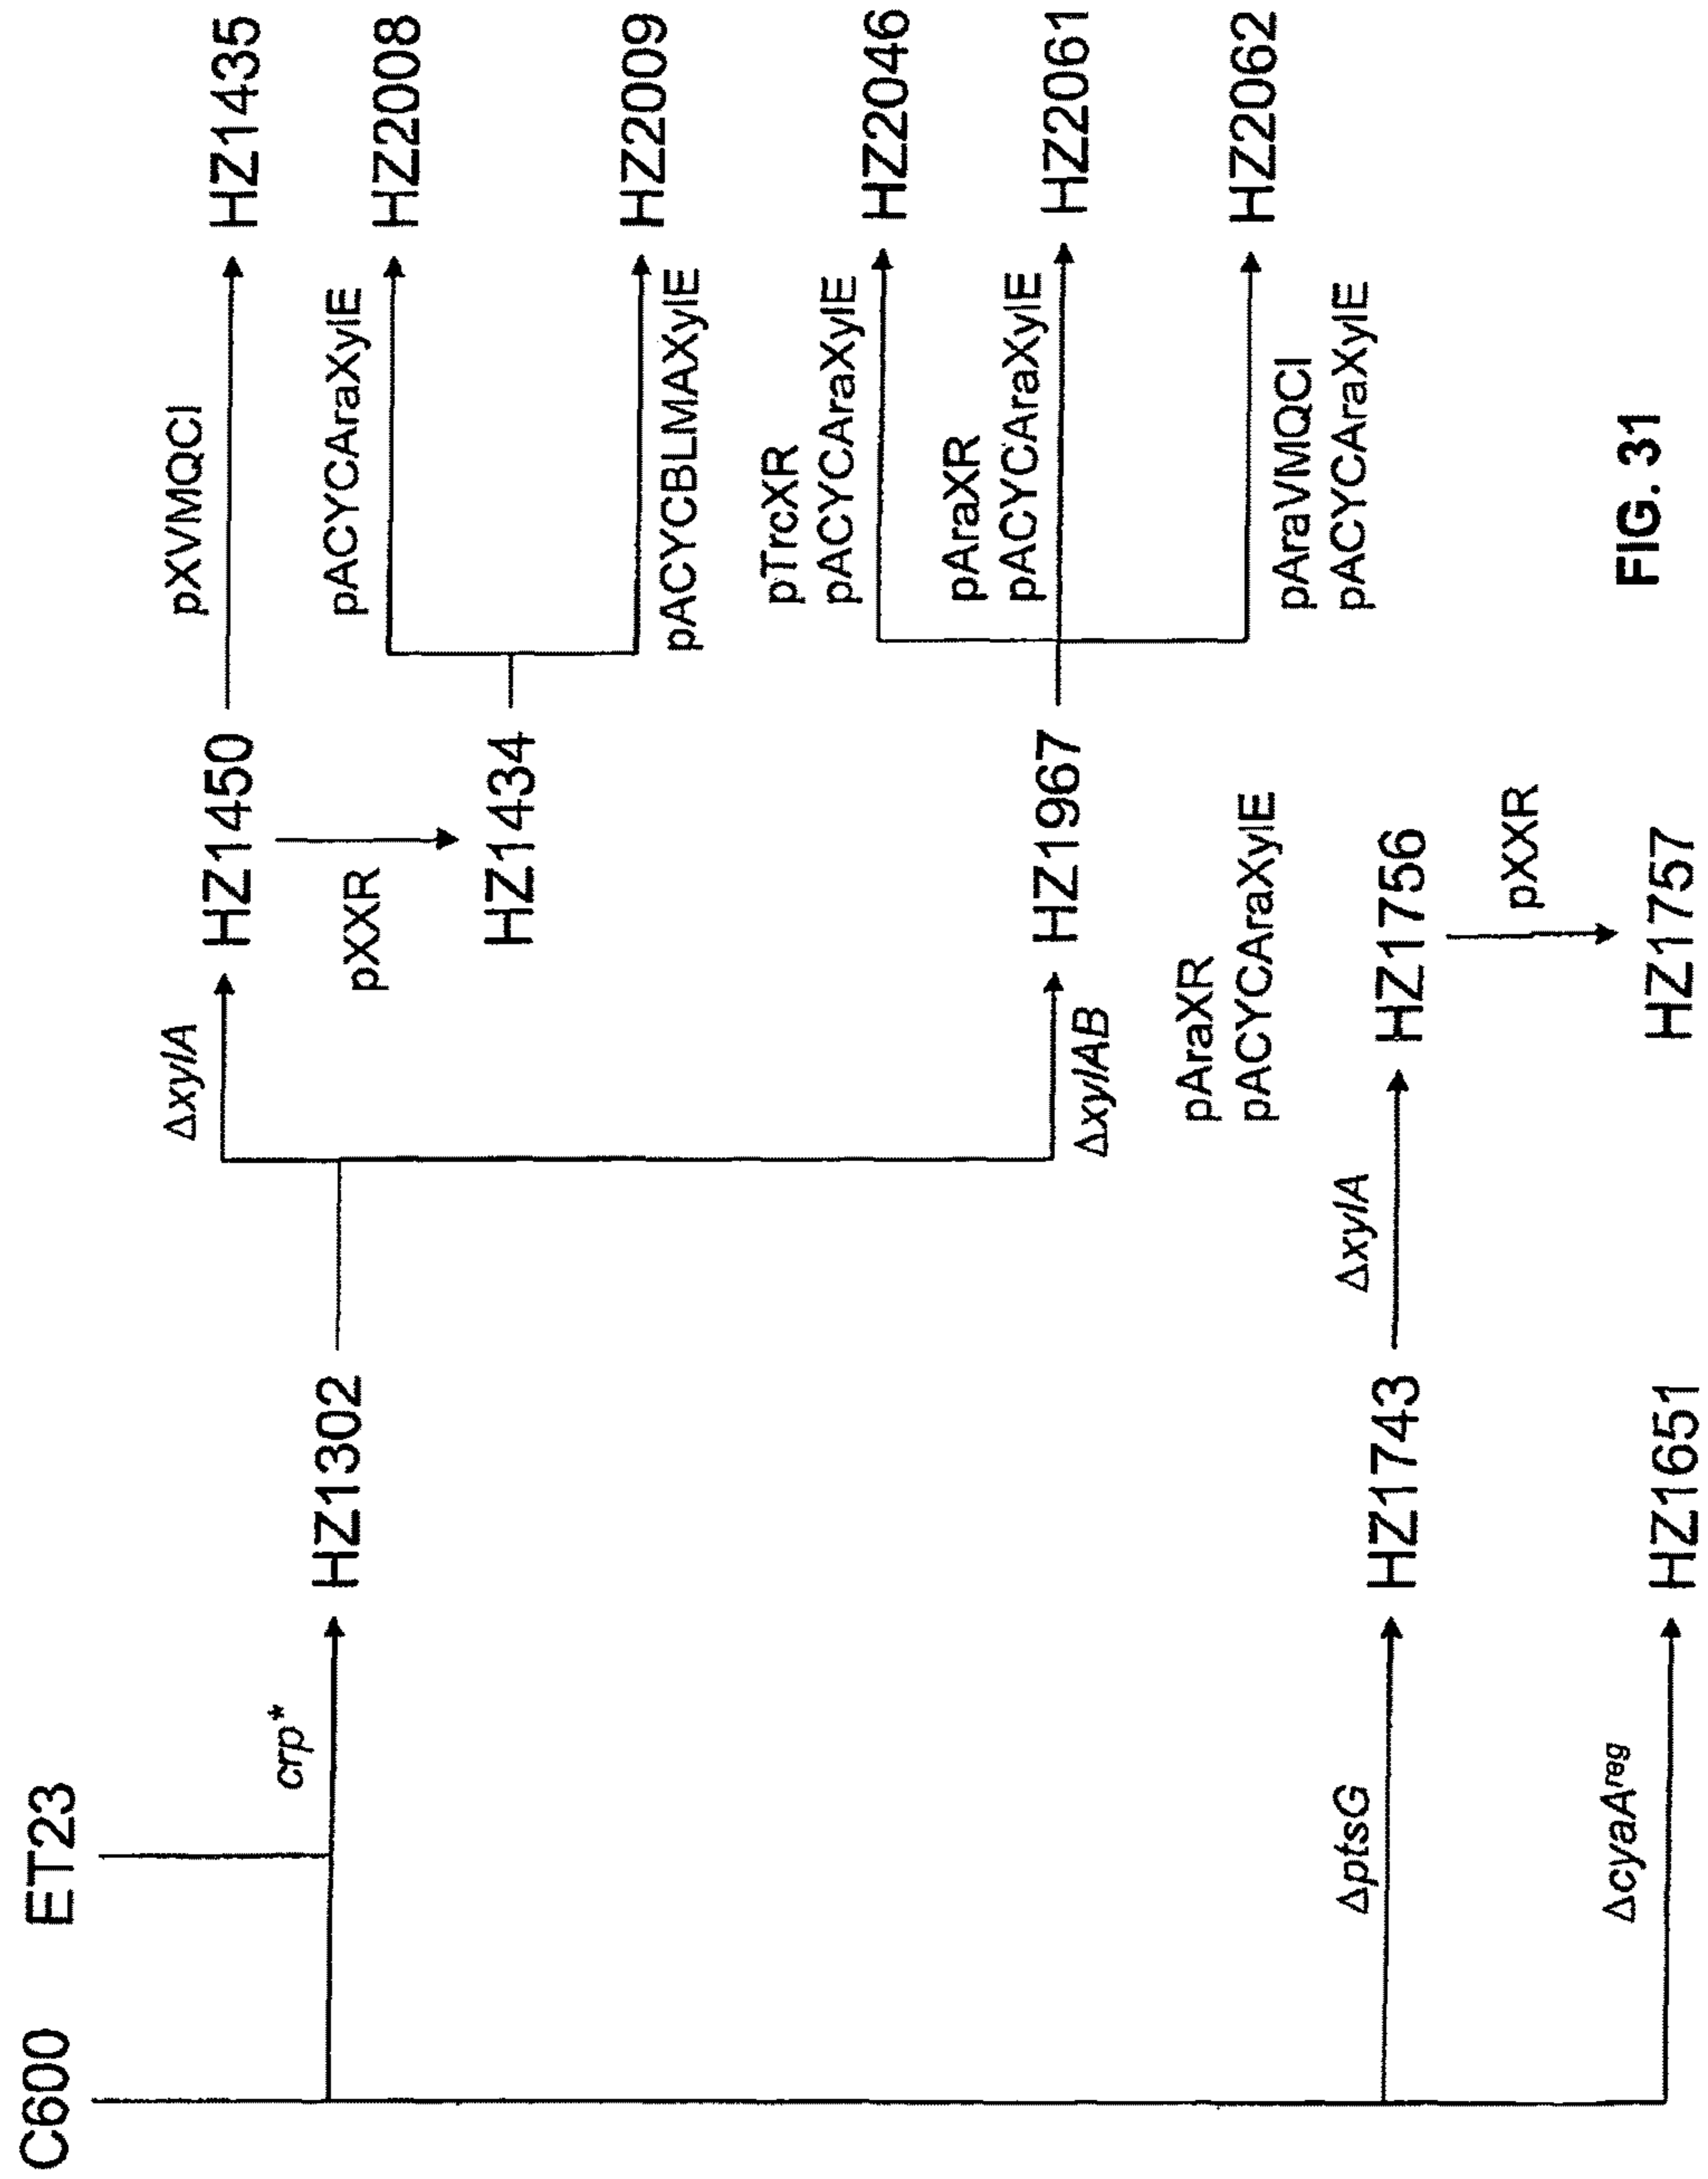 C600
ET23
crp*
HZ1302
ΔxylA
HZ1450
pXVMQCI
HZ1435
pXXR
HZ1434
pACYCAraXylE
HZ2008
pACYCBLMAXylE
HZ2009
ΔxylAB
HZ1967
pTrcXR
pACYCAraXylE
HZ2046
pAraXR
pACYCAraXylE
HZ2061
pAraVMQCI
pACYCAraXylE
HZ2062
pAraXR
pACYCAraXylE
ΔptsG
HZ1743
ΔxylA
HZ1756
pXXR
HZ1757
ΔcyaAreg
HZ1651
FIG. 31